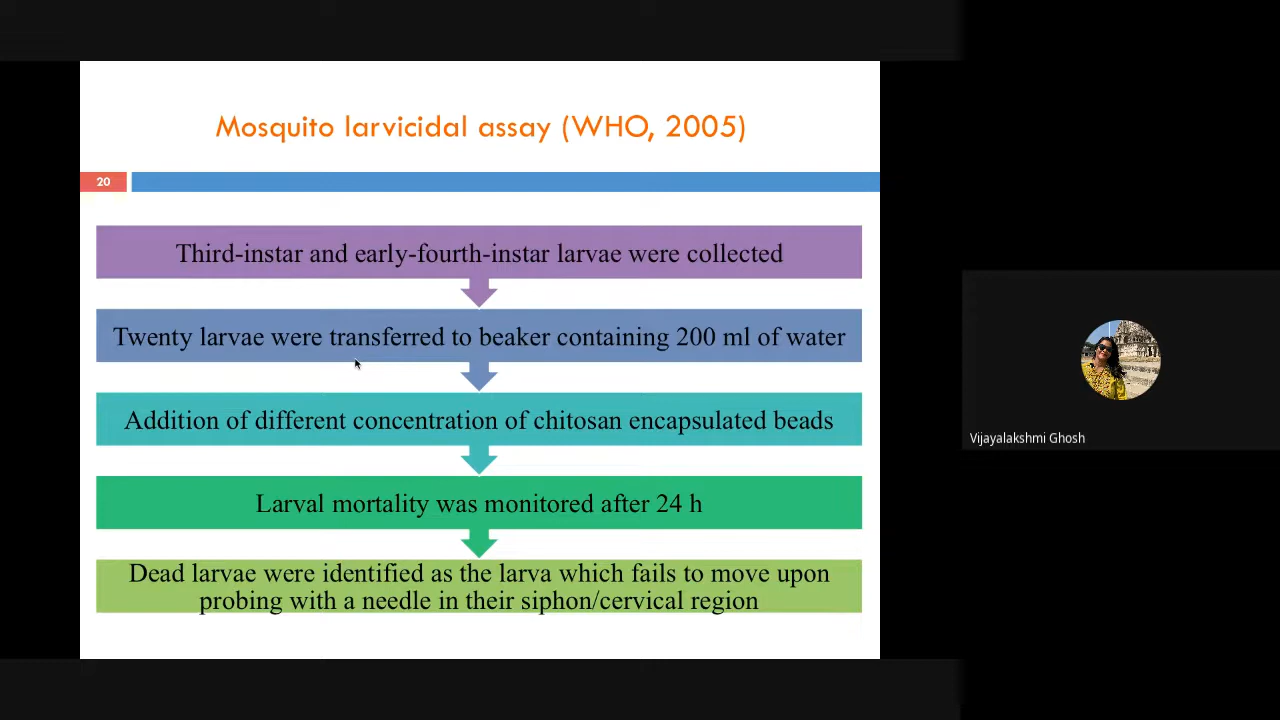 Mosquito larvicidal assay (WHO, 2005)
20
Third-instar and early-fourth-instar larvae were collected
Twenty larvae were transferred to beaker containing 200 ml of water
Addition of different concentration of chitosan encapsulated beads
Larval mortality was monitored after 24 h
Dead larvae were identified as the larva which fails to move upon
probing with a needle in their siphon/cervical region
Vijayalakshmi Ghosh